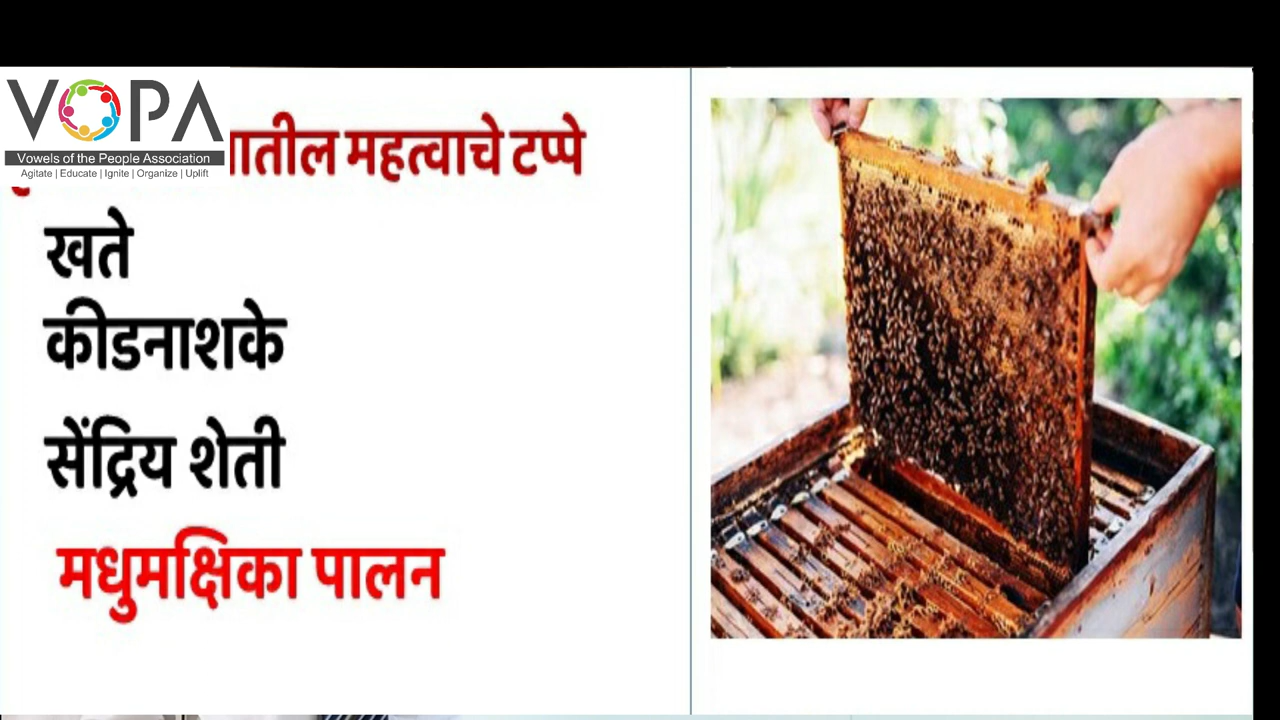 VOPA
Vowels of the People Association
Agitate | Educate | Ignite | Organize | Uplift
महत्वाचे टप्पे
खते
कीडनाशके
सेंद्रिय शेती
मधुमक्षिका पालन